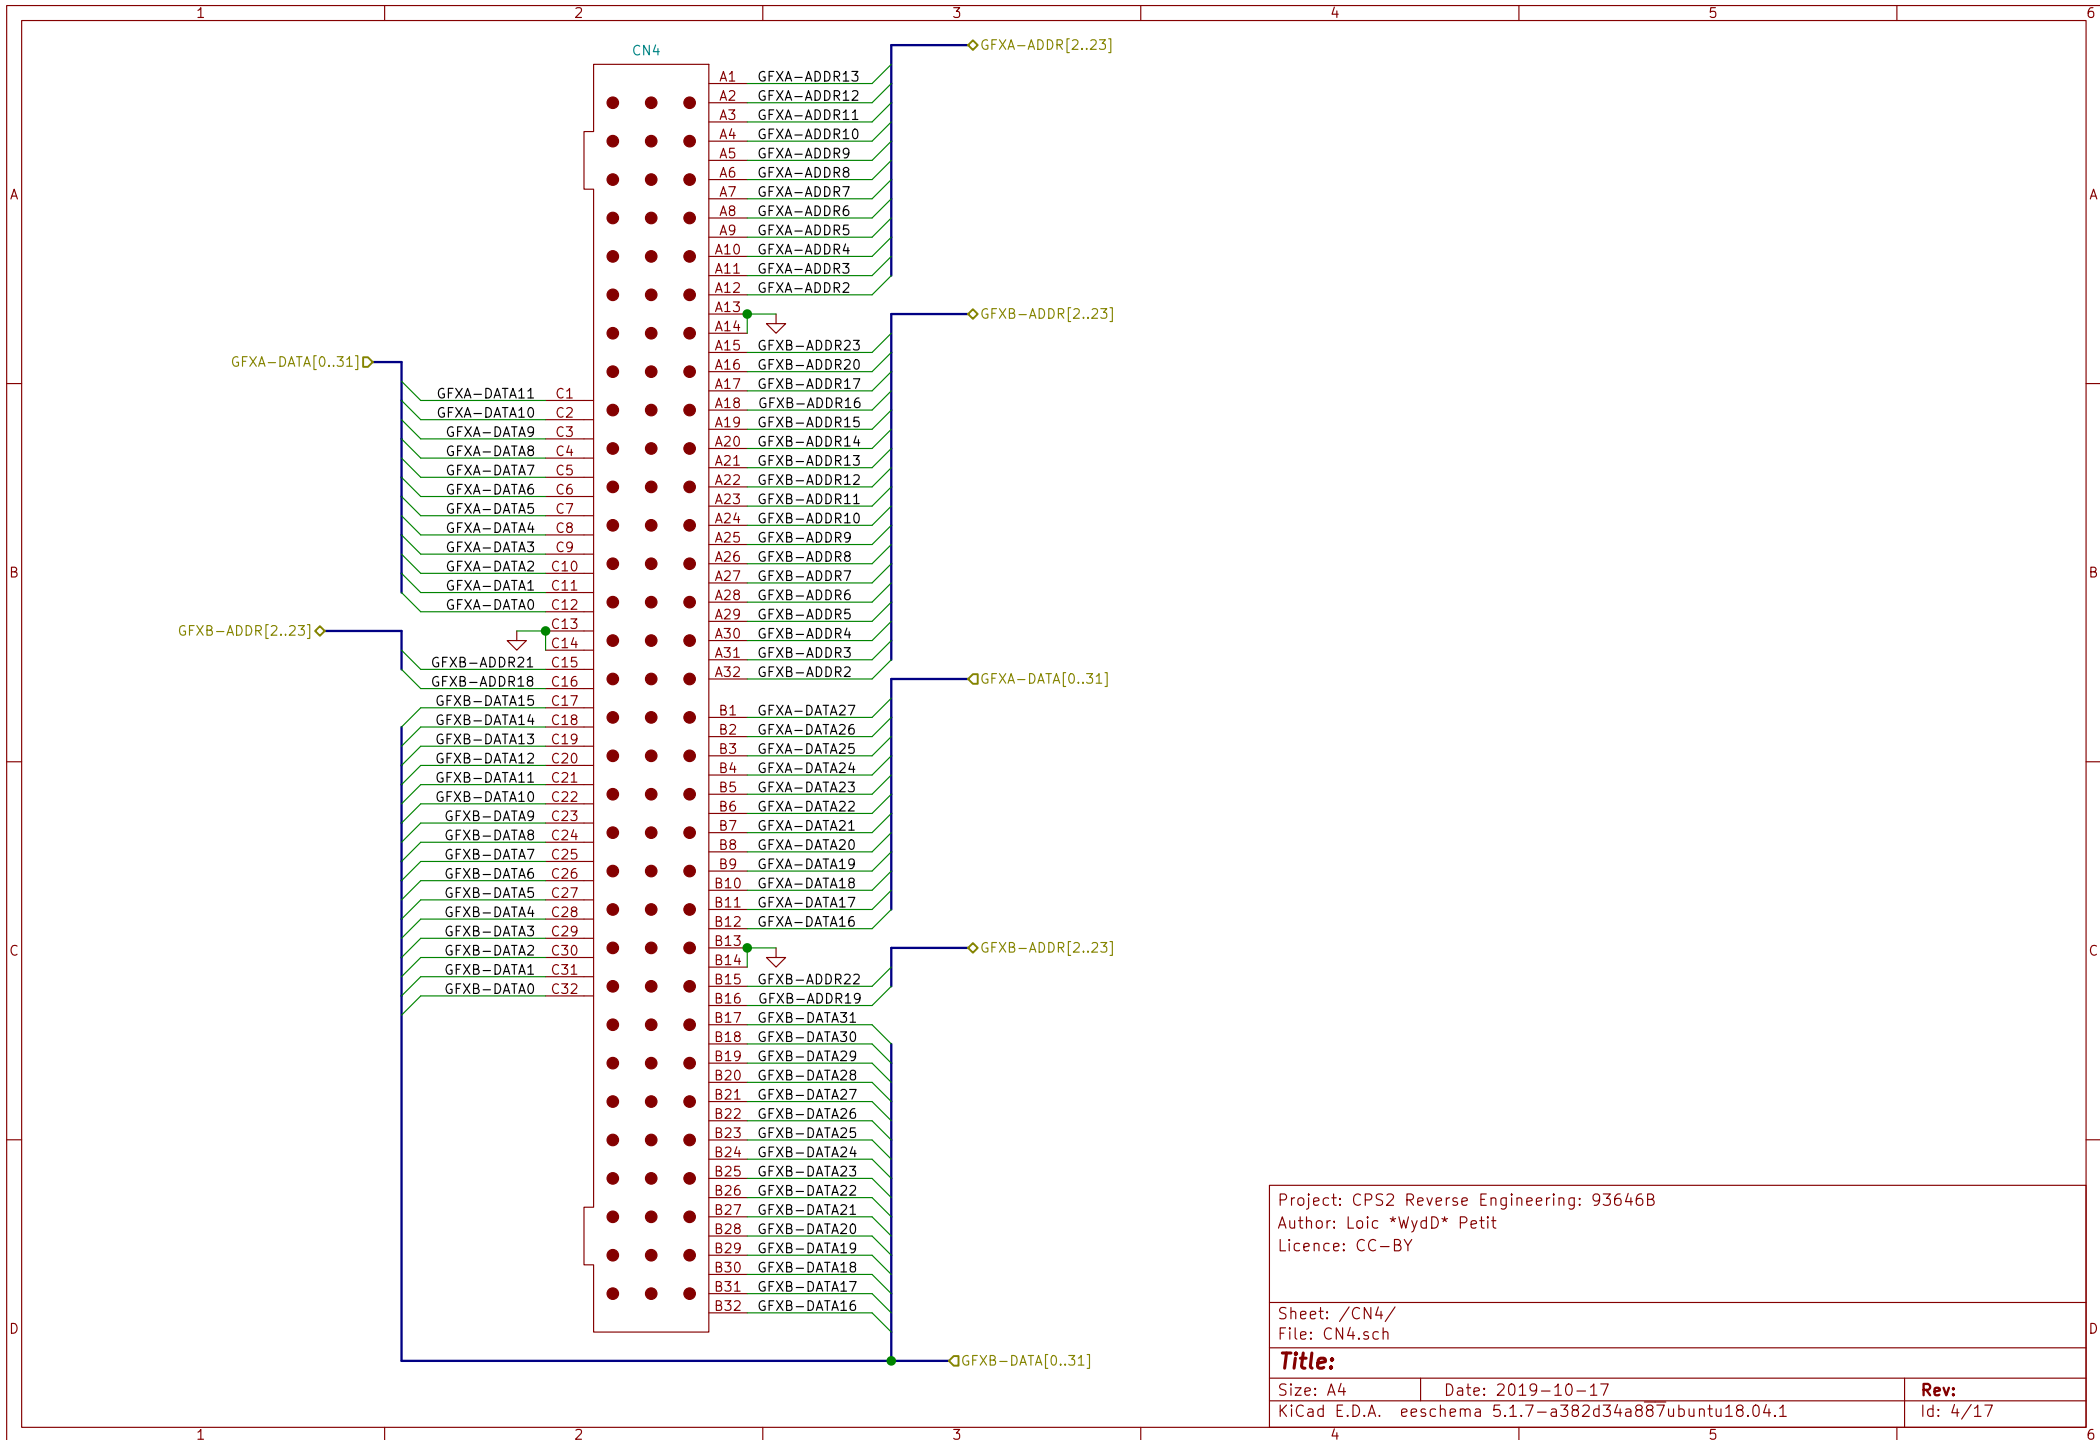 1 2 3 4 5 6
CN4
GFXA-ADDR[2..23]
A1 GFXA-ADDR13
A2 GFXA-ADDR12
A3 GFXA-ADDR11
A4 GFXA-ADDR10
A5 GFXA-ADDR9
A6 GFXA-ADDR8
A7 GFXA-ADDR7
A A
A8 GFXA-ADDR6
A9 GFXA-ADDR5
A10 GFXA-ADDR4
A11 GFXA-ADDR3
A12 GFXA-ADDR2
A13
GFXB-ADDR[2..23]
A14
A15 GFXB-ADDR23
A16 GFXB-ADDR20
A17 GFXB-ADDR17
A18 GFXB-ADDR16
A19 GFXB-ADDR15
A20 GFXB-ADDR14
A21 GFXB-ADDR13
A22 GFXB-ADDR12
A23 GFXB-ADDR11
A24 GFXB-ADDR10
A25 GFXB-ADDR9
A26 GFXB-ADDR8
A27 GFXB-ADDR7
A28 GFXB-ADDR6
A29 GFXB-ADDR5
A30 GFXB-ADDR4
A31 GFXB-ADDR3
A32 GFXB-ADDR2
GFXA-DATA[0..31]
GFXA-DATA11 C1
GFXA-DATA10 C2
GFXA-DATA9 C3
GFXA-DATA8 C4
GFXA-DATA7 C5
GFXA-DATA6 C6
GFXA-DATA5 C7
GFXA-DATA4 C8
GFXA-DATA3 C9
GFXA-DATA2 C10
B B
GFXA-DATA1 C11
GFXA-DATA0 C12
C13
GFXB-ADDR[2..23]
C14
GFXB-ADDR21 C15
GFXB-ADDR18 C16
GFXB-DATA15 C17
GFXB-DATA14 C18
GFXB-DATA13 C19
GFXB-DATA12 C20
GFXB-DATA11 C21
GFXB-DATA10 C22
GFXB-DATA9 C23
GFXB-DATA8 C24
GFXB-DATA7 C25
GFXB-DATA6 C26
GFXB-DATA5 C27
GFXB-DATA4 C28
GFXB-DATA3 C29
GFXB-DATA2 C30
GFXB-DATA1 C31
GFXB-DATA0 C32
GFXA-DATA[0..31]
B1 GFXA-DATA27
B2 GFXA-DATA26
B3 GFXA-DATA25
B4 GFXA-DATA24
B5 GFXA-DATA23
B6 GFXA-DATA22
B7 GFXA-DATA21
B8 GFXA-DATA20
B9 GFXA-DATA19
B10 GFXA-DATA18
B11 GFXA-DATA17
B12 GFXA-DATA16
B13
GFXB-ADDR[2..23]
C C
B14
B15 GFXB-ADDR22
B16 GFXB-ADDR19
B17 GFXB-DATA31
B18 GFXB-DATA30
B19 GFXB-DATA29
B20 GFXB-DATA28
B21 GFXB-DATA27
B22 GFXB-DATA26
B23 GFXB-DATA25
B24 GFXB-DATA24
B25 GFXB-DATA23
B26 GFXB-DATA22
B27 GFXB-DATA21
B28 GFXB-DATA20
B29 GFXB-DATA19
B30 GFXB-DATA18
B31 GFXB-DATA17
B32 GFXB-DATA16
D D
GFXB-DATA[0..31]
Project: CPS2 Reverse Engineering: 93646B
Author: Loic *WydD* Petit
Licence: CC-BY
Sheet: /CN4/
File: CN4.sch
Title:
Size: A4 Date: 2019-10-17 Rev:
KiCad E.D.A. eeschema 5.1.7-a382d34a887ubuntu18.04.1 Id: 4/17
1 2 3 4 5 6